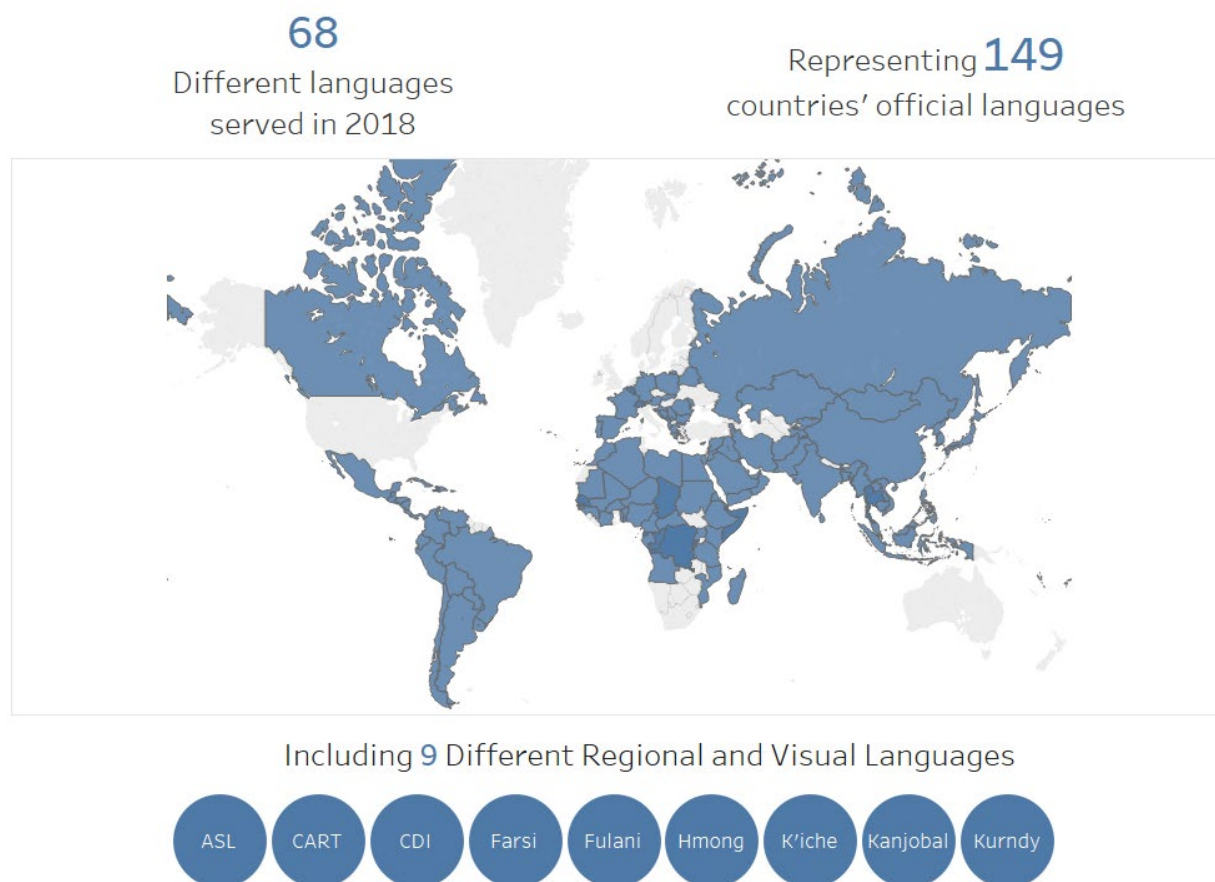 68
Different languages
served in 2018
Representing 149
countries' official languages
Including 9 Different Regional and Visual Languages
ASL CART CDI Farsi Fulani Hmong K'iche Kanjobal Kurndy